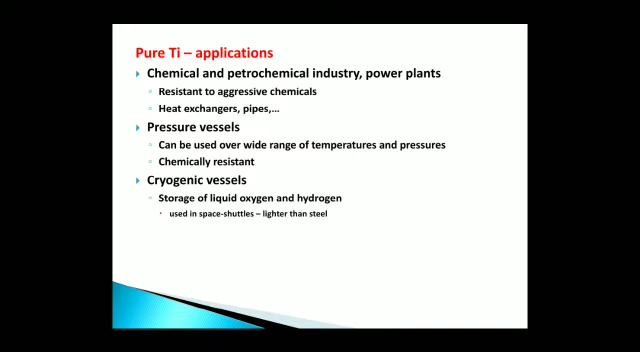 Pure Ti – applications
Chemical and petrochemical industry, power plants
Resistant to aggressive chemicals
Heat exchangers, pipes,…
Pressure vessels
Can be used over wide range of temperatures and pressures
Chemically resistant
Cryogenic vessels
Storage of liquid oxygen and hydrogen
used in space-shuttles – lighter than steel